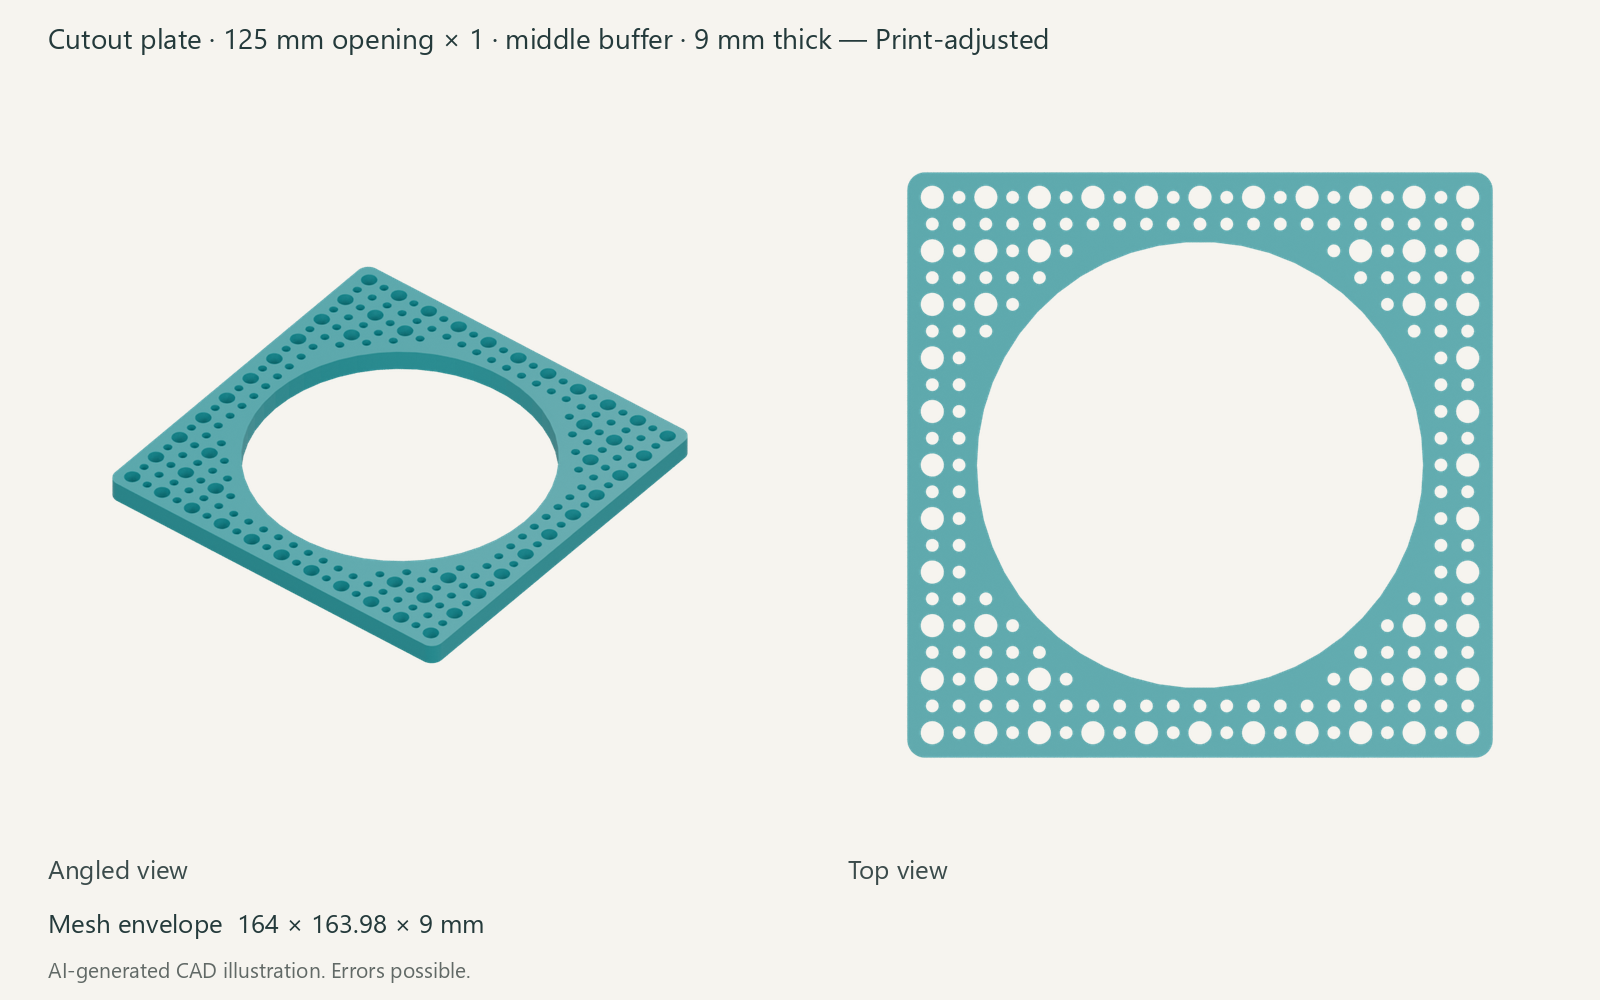 Cutout plate · 125 mm opening × 1 · middle buffer · 9 mm thick — Print-adjusted
Angled view
Top view
Mesh envelope 164 × 163.98 × 9 mm
AI-generated CAD illustration. Errors possible.